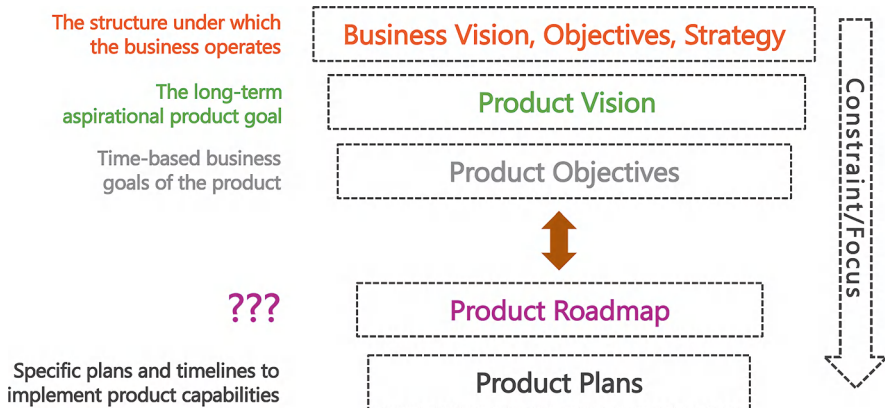 The structure under which
the business operates
Business Vision, Objectives, Strategy
The long-term
aspirational product goal
Product Vision
Time-based business
goals of the product
Product Objectives
???
Product Roadmap
Specific plans and timelines to
implement product capabilities
Product Plans
Constraint/Focus